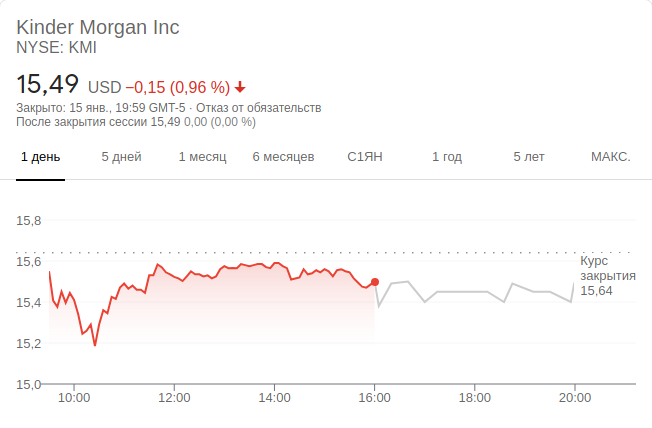 Kinder Morgan Inc
NYSE: KMI
15,49 USD −0,15 (0,96 %)
Закрыто: 15 янв., 19:59 GMT-5 · Отказ от обязательств
После закрытия сессии 15,49 0,00 (0,00 %)
1 день 5 дней 1 месяц 6 месяцев С1ЯН 1 год 5 лет МАКС.
15,8
15,6
Курс
закрытия
15,64
15,4
15,2
15,0
10:00 12:00 14:00 16:00 18:00 20:00